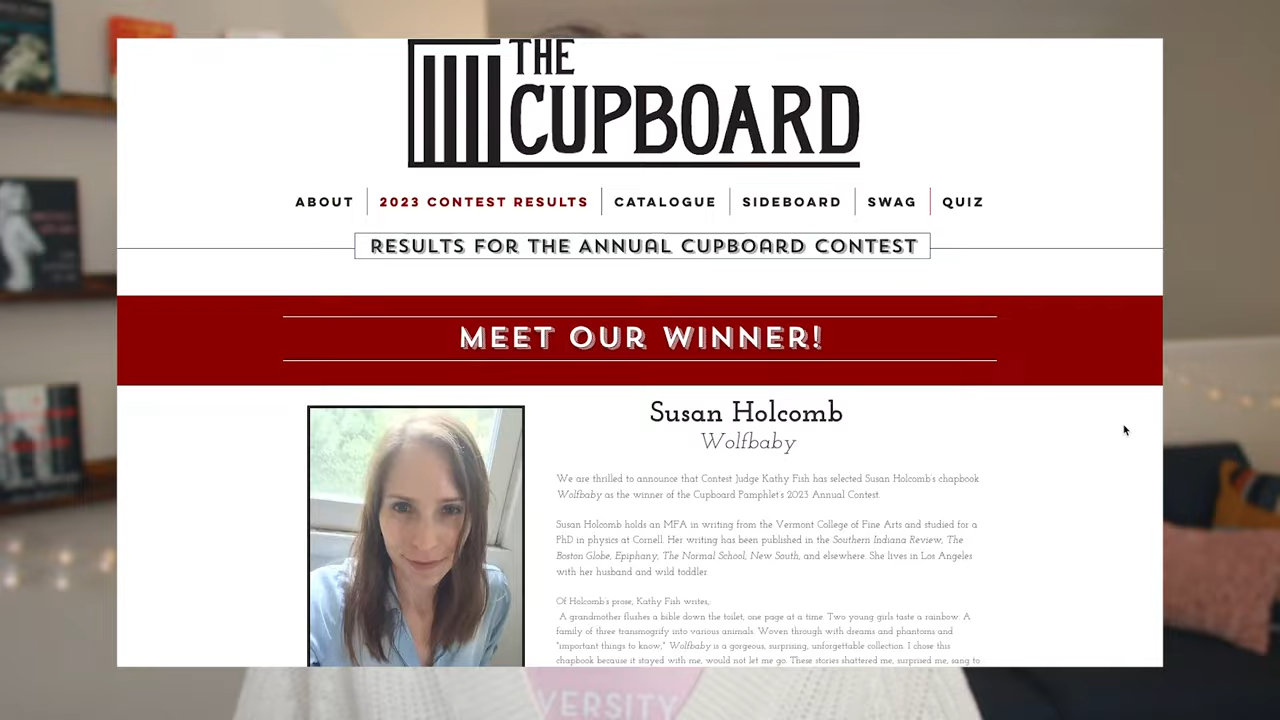 THE
CUPBOARD
ABOUT
2023 CONTEST RESULTS
CATALOGUE
SIDEBOARD
SWAG
QUIZ
RESULTS FOR THE ANNUAL CUPBOARD CONTEST
MEET OUR WINNER!
Susan Holcomb
Wolfbaby
We are thrilled to announce that Contest Judge Kathy Fish has selected Susan Holcomb's chapbook
Wolfbaby as the winner of the Cupboard Pamphlet's 2023 Annual Contest.
Susan Holcomb holds an MFA in writing from the Vermont College of Fine Arts and studied for a
PhD in physics at Cornell. Her writing has been published in the Southern Indiana Review, The
Boston Globe, Epiphany, The Normal School, New South, and elsewhere. She lives in Los Angeles
with her husband and wild toddler.
Of Holcomb's prose, Kathy Fish writes,:
A grandmother flushes a bible down the toilet, one page at a time. Two young girls taste a rainbow. A
family of three transmogrify into various animals. Woven through with dreams and phantoms and
"important things to know," Wolfbaby is a gorgeous, surprising, unforgettable collection. I chose this
chapbook because it stayed with me, would not let me go. These stories shattered me, surprised me, sang to
VERSITY